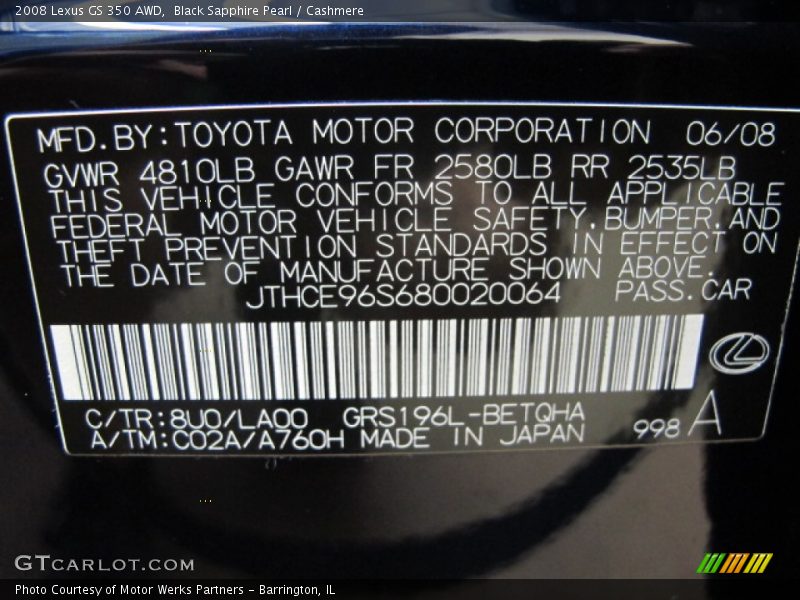 2008 Lexus GS 350 AWD, Black Sapphire Pearl / Cashmere
MFD.BY:TOYOTA MOTOR CORPORATION 06/08
GVWR 4810LB GAWR FR 2580LB RR 2535LB
THIS VEHICLE CONFORMS TO ALL APPLICABLE
FEDERAL MOTOR VEHICLE SAFETY,BUMPER,AND
THEFT PREVENTION STANDARDS IN EFFECT ON
THE DATE OF MANUFACTURE SHOWN ABOVE.
JTHCE96S680020064 PASS.CAR
C/TR:8U0/LA00 GRS196L-BETQHA
A/TM:C02A/A760H MADE IN JAPAN 998 A
GTCARLOT.COM
Photo Courtesy of Motor Werks Partners - Barrington, IL